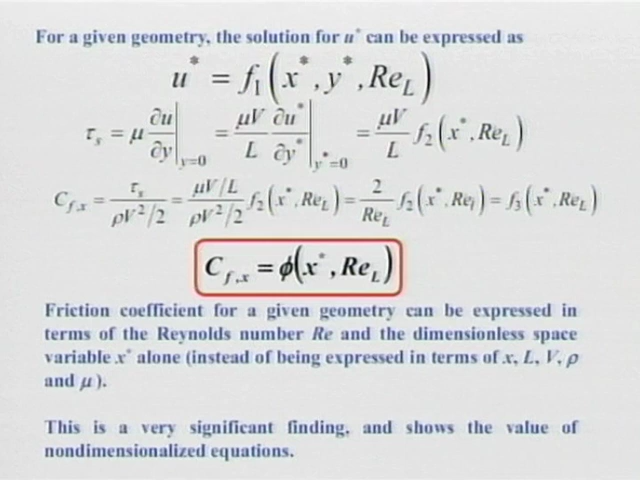 For a given geometry, the solution for u* can be expressed as
u* = f₁(x*, y*, Re_L)
τ_s = μ ∂u/∂y |_{y=0} = μV/L ∂u*/∂y* |_{y*=0} = μV/L f₂(x*, Re_L)
C_{f,x} = τ_s/(ρV²/2) = (μV/L)/(ρV²/2) f₂(x*, Re_L) = 2/Re_L f₂(x*, Re_l) = f₃(x*, Re_L)
C_{f,x} = ϕ(x*, Re_L)
Friction coefficient for a given geometry can be expressed in
terms of the Reynolds number Re and the dimensionless space
variable x* alone (instead of being expressed in terms of x, L, V, ρ
and μ).
This is a very significant finding, and shows the value of
nondimensionalized equations.